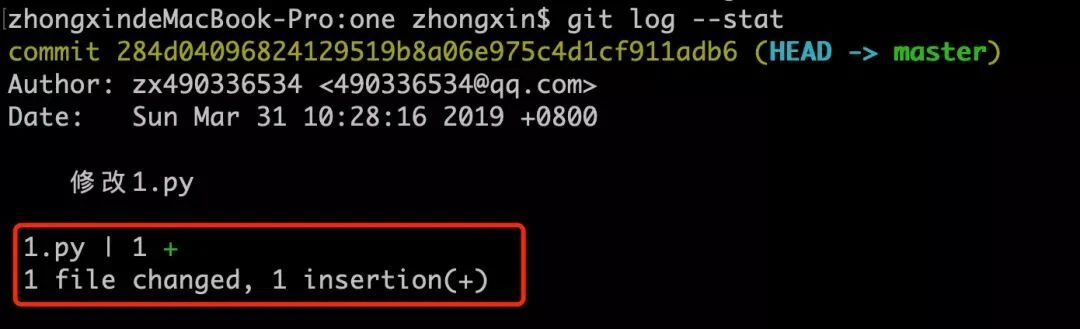 zhongxindeMacBook-Pro:one zhongxin$ git log --stat
commit 284d04096824129519b8a06e975c4d1cf911adb6 (HEAD -> master)
Author: zx490336534 <490336534@qq.com>
Date:   Sun Mar 31 10:28:16 2019 +0800
修改1.py
1.py | 1 +
1 file changed, 1 insertion(+)